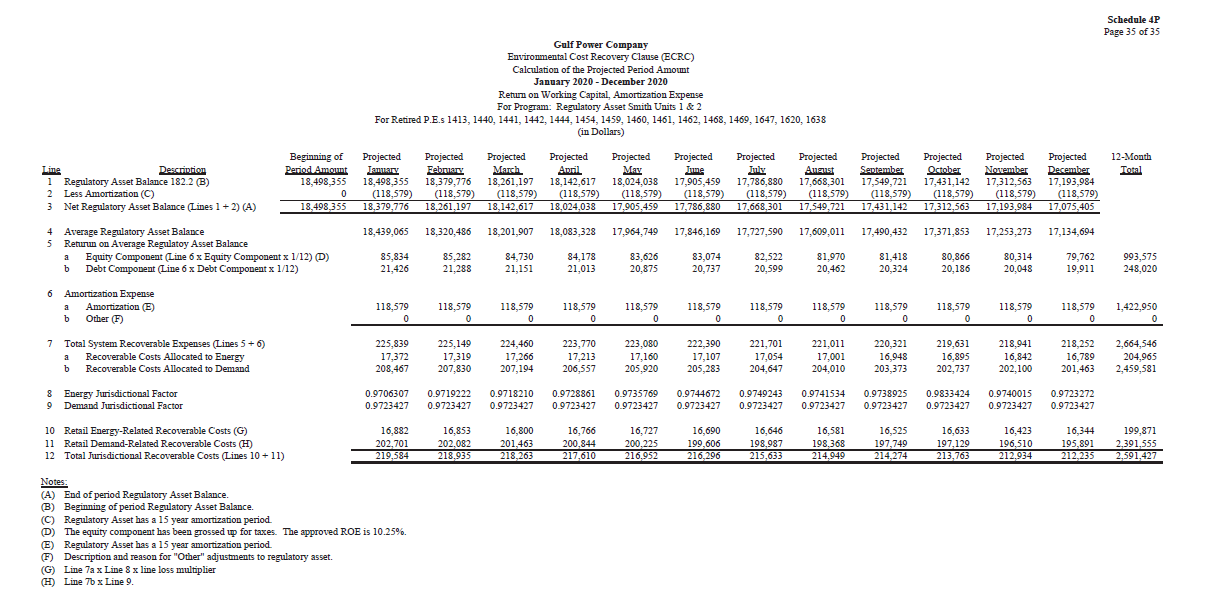 Schedule 4P
Page 35 of 35
Gulf Power Company
Environmental Cost Recovery Clause (ECRC)
Calculation of the Projected Period Amount
January 2020 - December 2020
Return on Working Capital, Amortization Expense
For Program: Regulatory Asset Smith Units 1 & 2
For Retired P.E.s 1413, 1440, 1441, 1442, 1444, 1454, 1459, 1460, 1461, 1462, 1468, 1469, 1647, 1620, 1638
(in Dollars)
Beginning of Projected Projected Projected Projected Projected Projected Projected Projected Projected Projected Projected Projected 12-Month
Line Description Period Amount January February March April May June July August September October November December Total
1 Regulatory Asset Balance 182.2 (B) 18,498,355 18,498,355 18,379,776 18,261,197 18,142,617 18,024,038 17,905,459 17,786,880 17,668,301 17,549,721 17,431,142 17,312,563 17,193,984
2 Less Amortization (C) 0 (118,579) (118,579) (118,579) (118,579) (118,579) (118,579) (118,579) (118,579) (118,579) (118,579) (118,579) (118,579)
3 Net Regulatory Asset Balance (Lines 1 + 2) (A) 18,498,355 18,379,776 18,261,197 18,142,617 18,024,038 17,905,459 17,786,880 17,668,301 17,549,721 17,431,142 17,312,563 17,193,984 17,075,405
4 Average Regulatory Asset Balance 18,439,065 18,320,486 18,201,907 18,083,328 17,964,749 17,846,169 17,727,590 17,609,011 17,490,432 17,371,853 17,253,273 17,134,694
5 Returun on Average Regulatoy Asset Balance
a Equity Component (Line 6 x Equity Component x 1/12) (D) 85,834 85,282 84,730 84,178 83,626 83,074 82,522 81,970 81,418 80,866 80,314 79,762 993,575
b Debt Component (Line 6 x Debt Component x 1/12) 21,426 21,288 21,151 21,013 20,875 20,737 20,599 20,462 20,324 20,186 20,048 19,911 248,020
6 Amortization Expense
a Amortization (E) 118,579 118,579 118,579 118,579 118,579 118,579 118,579 118,579 118,579 118,579 118,579 118,579 1,422,950
b Other (F) 0 0 0 0 0 0 0 0 0 0 0 0 0
7 Total System Recoverable Expenses (Lines 5 + 6) 225,839 225,149 224,460 223,770 223,080 222,390 221,701 221,011 220,321 219,631 218,941 218,252 2,664,546
a Recoverable Costs Allocated to Energy 17,372 17,319 17,266 17,213 17,160 17,107 17,054 17,001 16,948 16,895 16,842 16,789 204,965
b Recoverable Costs Allocated to Demand 208,467 207,830 207,194 206,557 205,920 205,283 204,647 204,010 203,373 202,737 202,100 201,463 2,459,581
8 Energy Jurisdictional Factor 0.9706307 0.9719222 0.9718210 0.9728861 0.9735769 0.9744672 0.9749243 0.9741534 0.9738925 0.9833424 0.9740015 0.9723272
9 Demand Jurisdictional Factor 0.9723427 0.9723427 0.9723427 0.9723427 0.9723427 0.9723427 0.9723427 0.9723427 0.9723427 0.9723427 0.9723427 0.9723427
10 Retail Energy-Related Recoverable Costs (G) 16,882 16,853 16,800 16,766 16,727 16,690 16,646 16,581 16,525 16,633 16,423 16,344 199,871
11 Retail Demand-Related Recoverable Costs (H) 202,701 202,082 201,463 200,844 200,225 199,606 198,987 198,368 197,749 197,129 196,510 195,891 2,391,555
12 Total Jurisdictional Recoverable Costs (Lines 10 + 11) 219,584 218,935 218,263 217,610 216,952 216,296 215,633 214,949 214,274 213,763 212,934 212,235 2,591,427
Notes:
(A) End of period Regulatory Asset Balance.
(B) Beginning of period Regulatory Asset Balance.
(C) Regulatory Asset has a 15 year amortization period.
(D) The equity component has been grossed up for taxes. The approved ROE is 10.25%.
(E) Regulatory Asset has a 15 year amortization period.
(F) Description and reason for "Other" adjustments to regulatory asset.
(G) Line 7a x Line 8 x line loss multiplier
(H) Line 7b x Line 9.